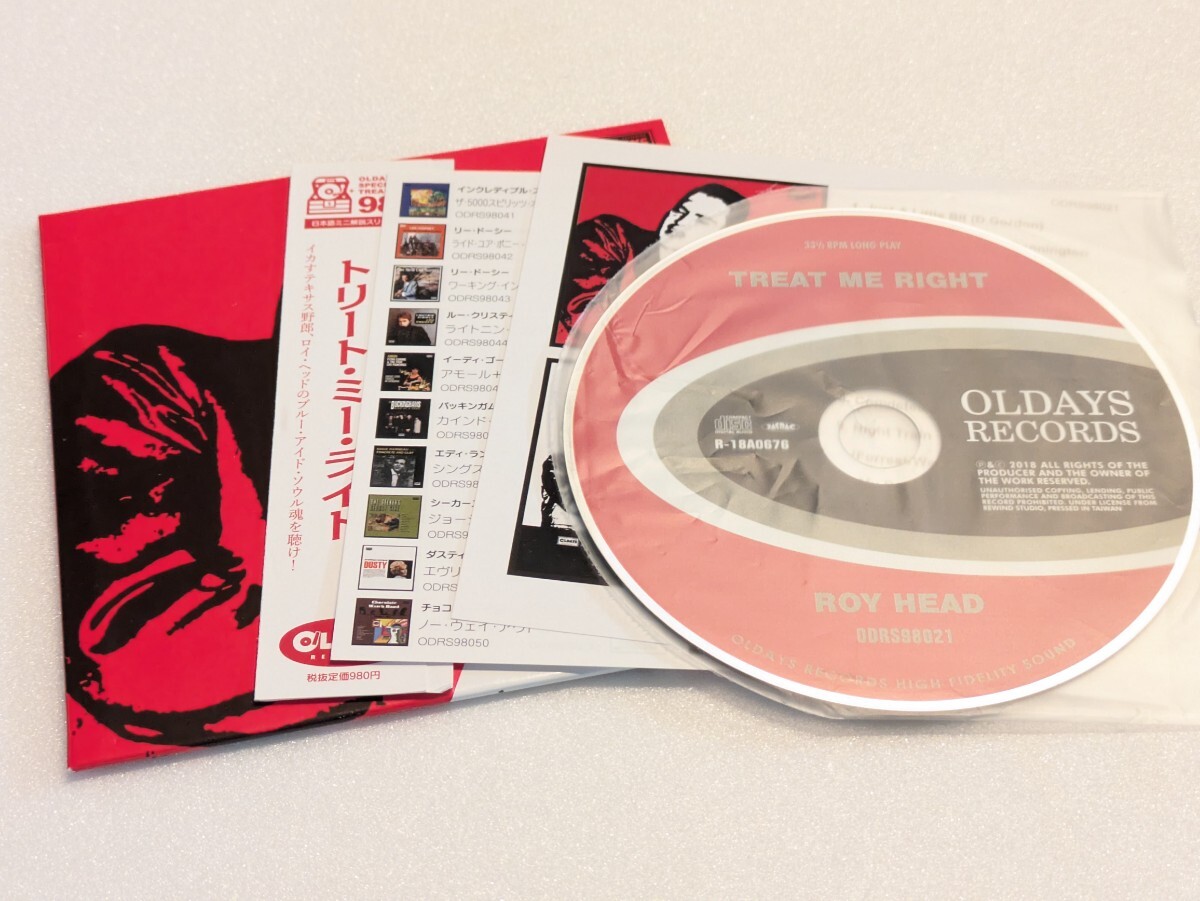 日本語ミニ解説スリ
トリート・ミー・ライト
イカすテキサス野郎、ロイ・ヘッドのブルー・アイド・ソウル魂を聴け!
税抜定価980円
インクレディブル・ス
ザ・5000スピリッツ・
ODRS98041
リー・ドーシー
ライド・ユア・ポニー
ODRS98042
リー・ドーシー
ワーキング・イン
ODRS98043
ルー・クリスティ
ライトニン・
ODRS98044
イーディ・ゴー
アモール+
ODRS9804
バッキンガム
カインド・
ODRS980
エディ・ラン
シングス
ODRS98
シーカー
ジョー
ODRS
ダスティ
エヴリ
ODRS
DUSTY
チョコ
ノー・ウェイ・アウト
ODRS98050
33⅓ RPM LONG PLAY
TREAT ME RIGHT
COMPACT
disc
R-18A0676
OLDAYS
RECORDS
℗ & © 2018 ALL RIGHTS OF THE
PRODUCER AND THE OWNER OF
THE WORK RESERVED.
UNAUTHORISED COPYING, LENDING, PUBLIC
PERFORMANCE AND BROADCASTING OF THIS
RECORD PROHIBITED. UNDER LICENSE FROM
REWING STUDIO, PRESSED IN TAIWAN
ROY HEAD
ODRS98021
OLDAYS RECORDS HIGH FIDELITY SOUND